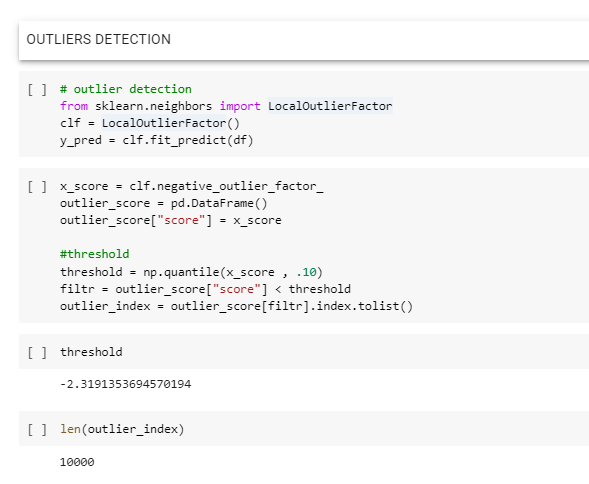 OUTLIERS DETECTION
[ ] # outlier detection
from sklearn.neighbors import LocalOutlierFactor
clf = LocalOutlierFactor()
y_pred = clf.fit_predict(df)
[ ] x_score = clf.negative_outlier_factor_
outlier_score = pd.DataFrame()
outlier_score["score"] = x_score
#threshold
threshold = np.quantile(x_score , .10)
filtr = outlier_score["score"] < threshold
outlier_index = outlier_score[filtr].index.tolist()
[ ] threshold
-2.3191353694570194
[ ] len(outlier_index)
10000